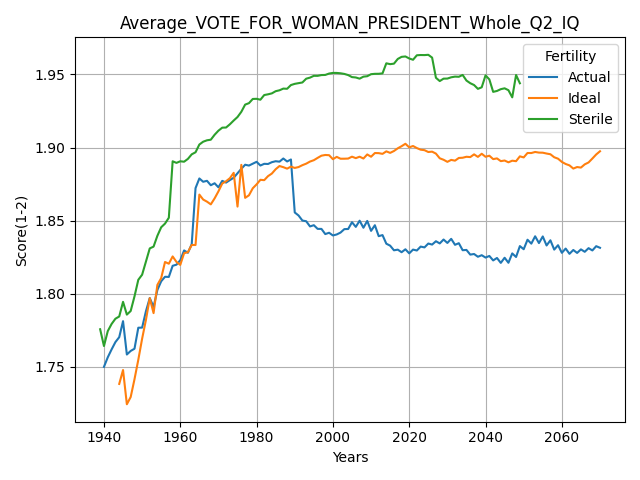 Average_VOTE_FOR_WOMAN_PRESIDENT_Whole_Q2_IQ
Score(1-2)
1.95
1.90
1.85
1.80
1.75
Fertility
Actual
Ideal
Sterile
1940 1960 1980 2000 2020 2040 2060
Years